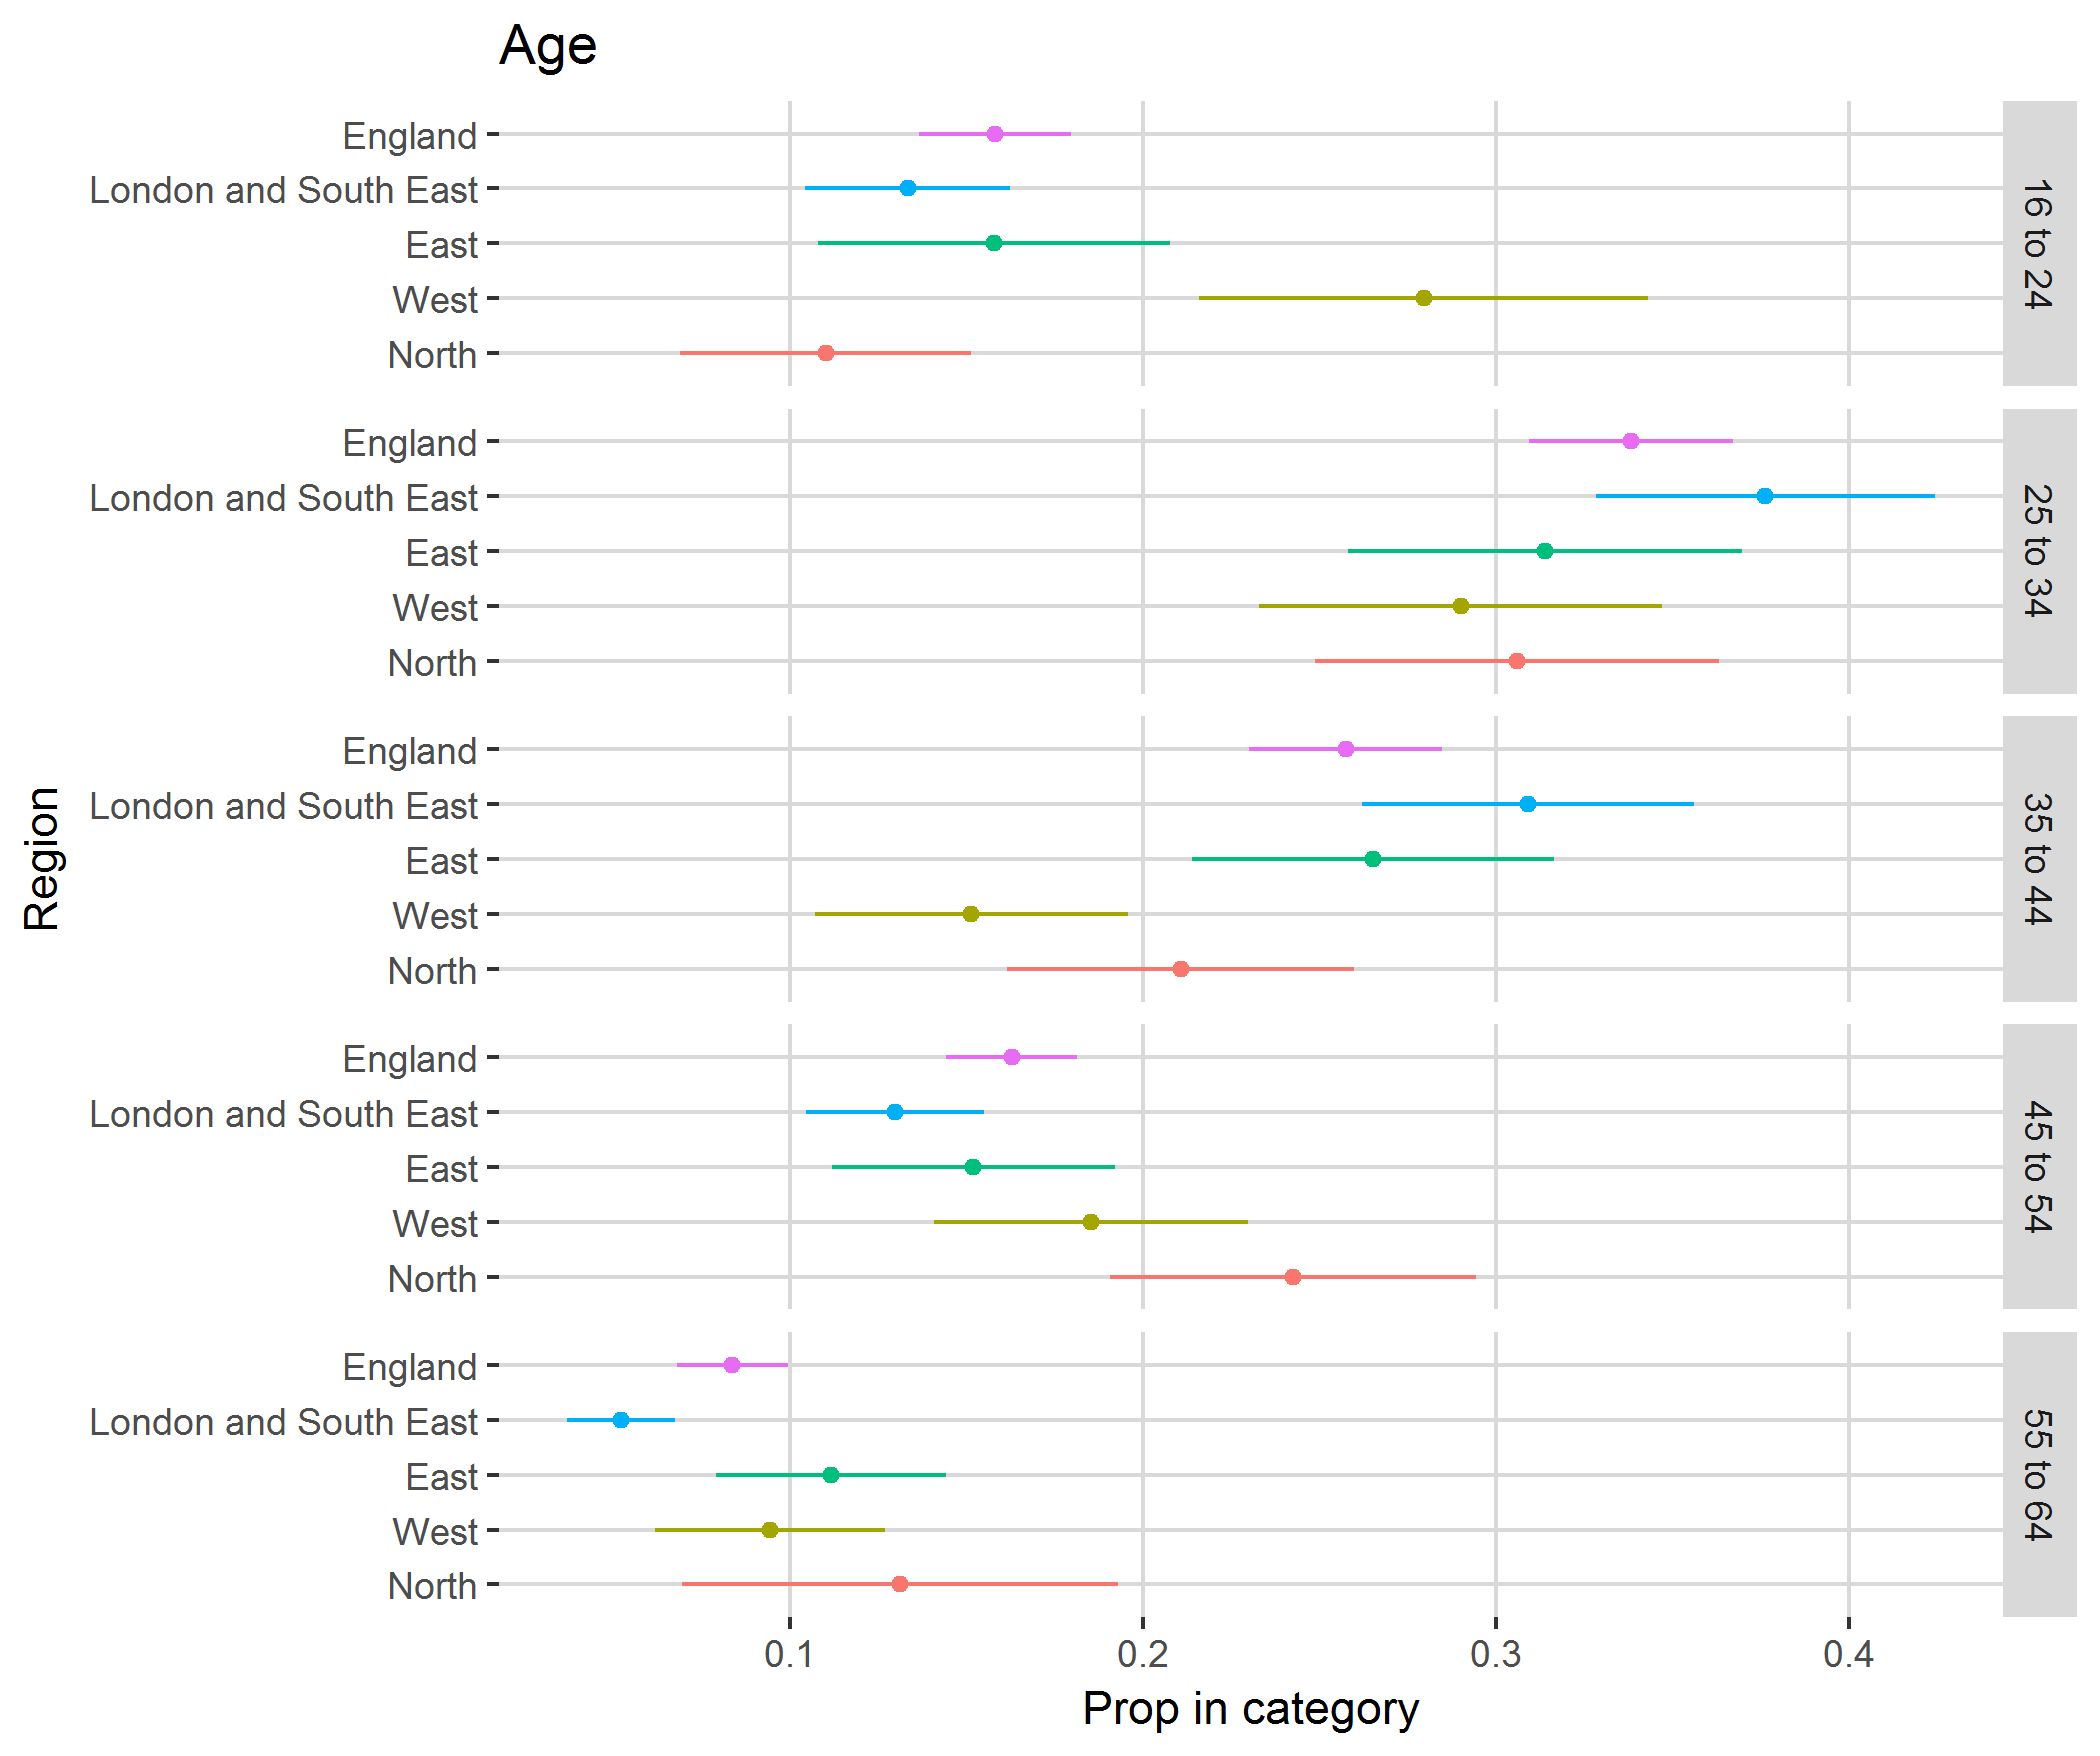 Age
England
London and South East
East
West
North
16 to 24
England
London and South East
East
West
North
25 to 34
Region
England
London and South East
East
West
North
35 to 44
England
London and South East
East
West
North
45 to 54
England
London and South East
East
West
North
55 to 64
0.1 0.2 0.3 0.4
Prop in category